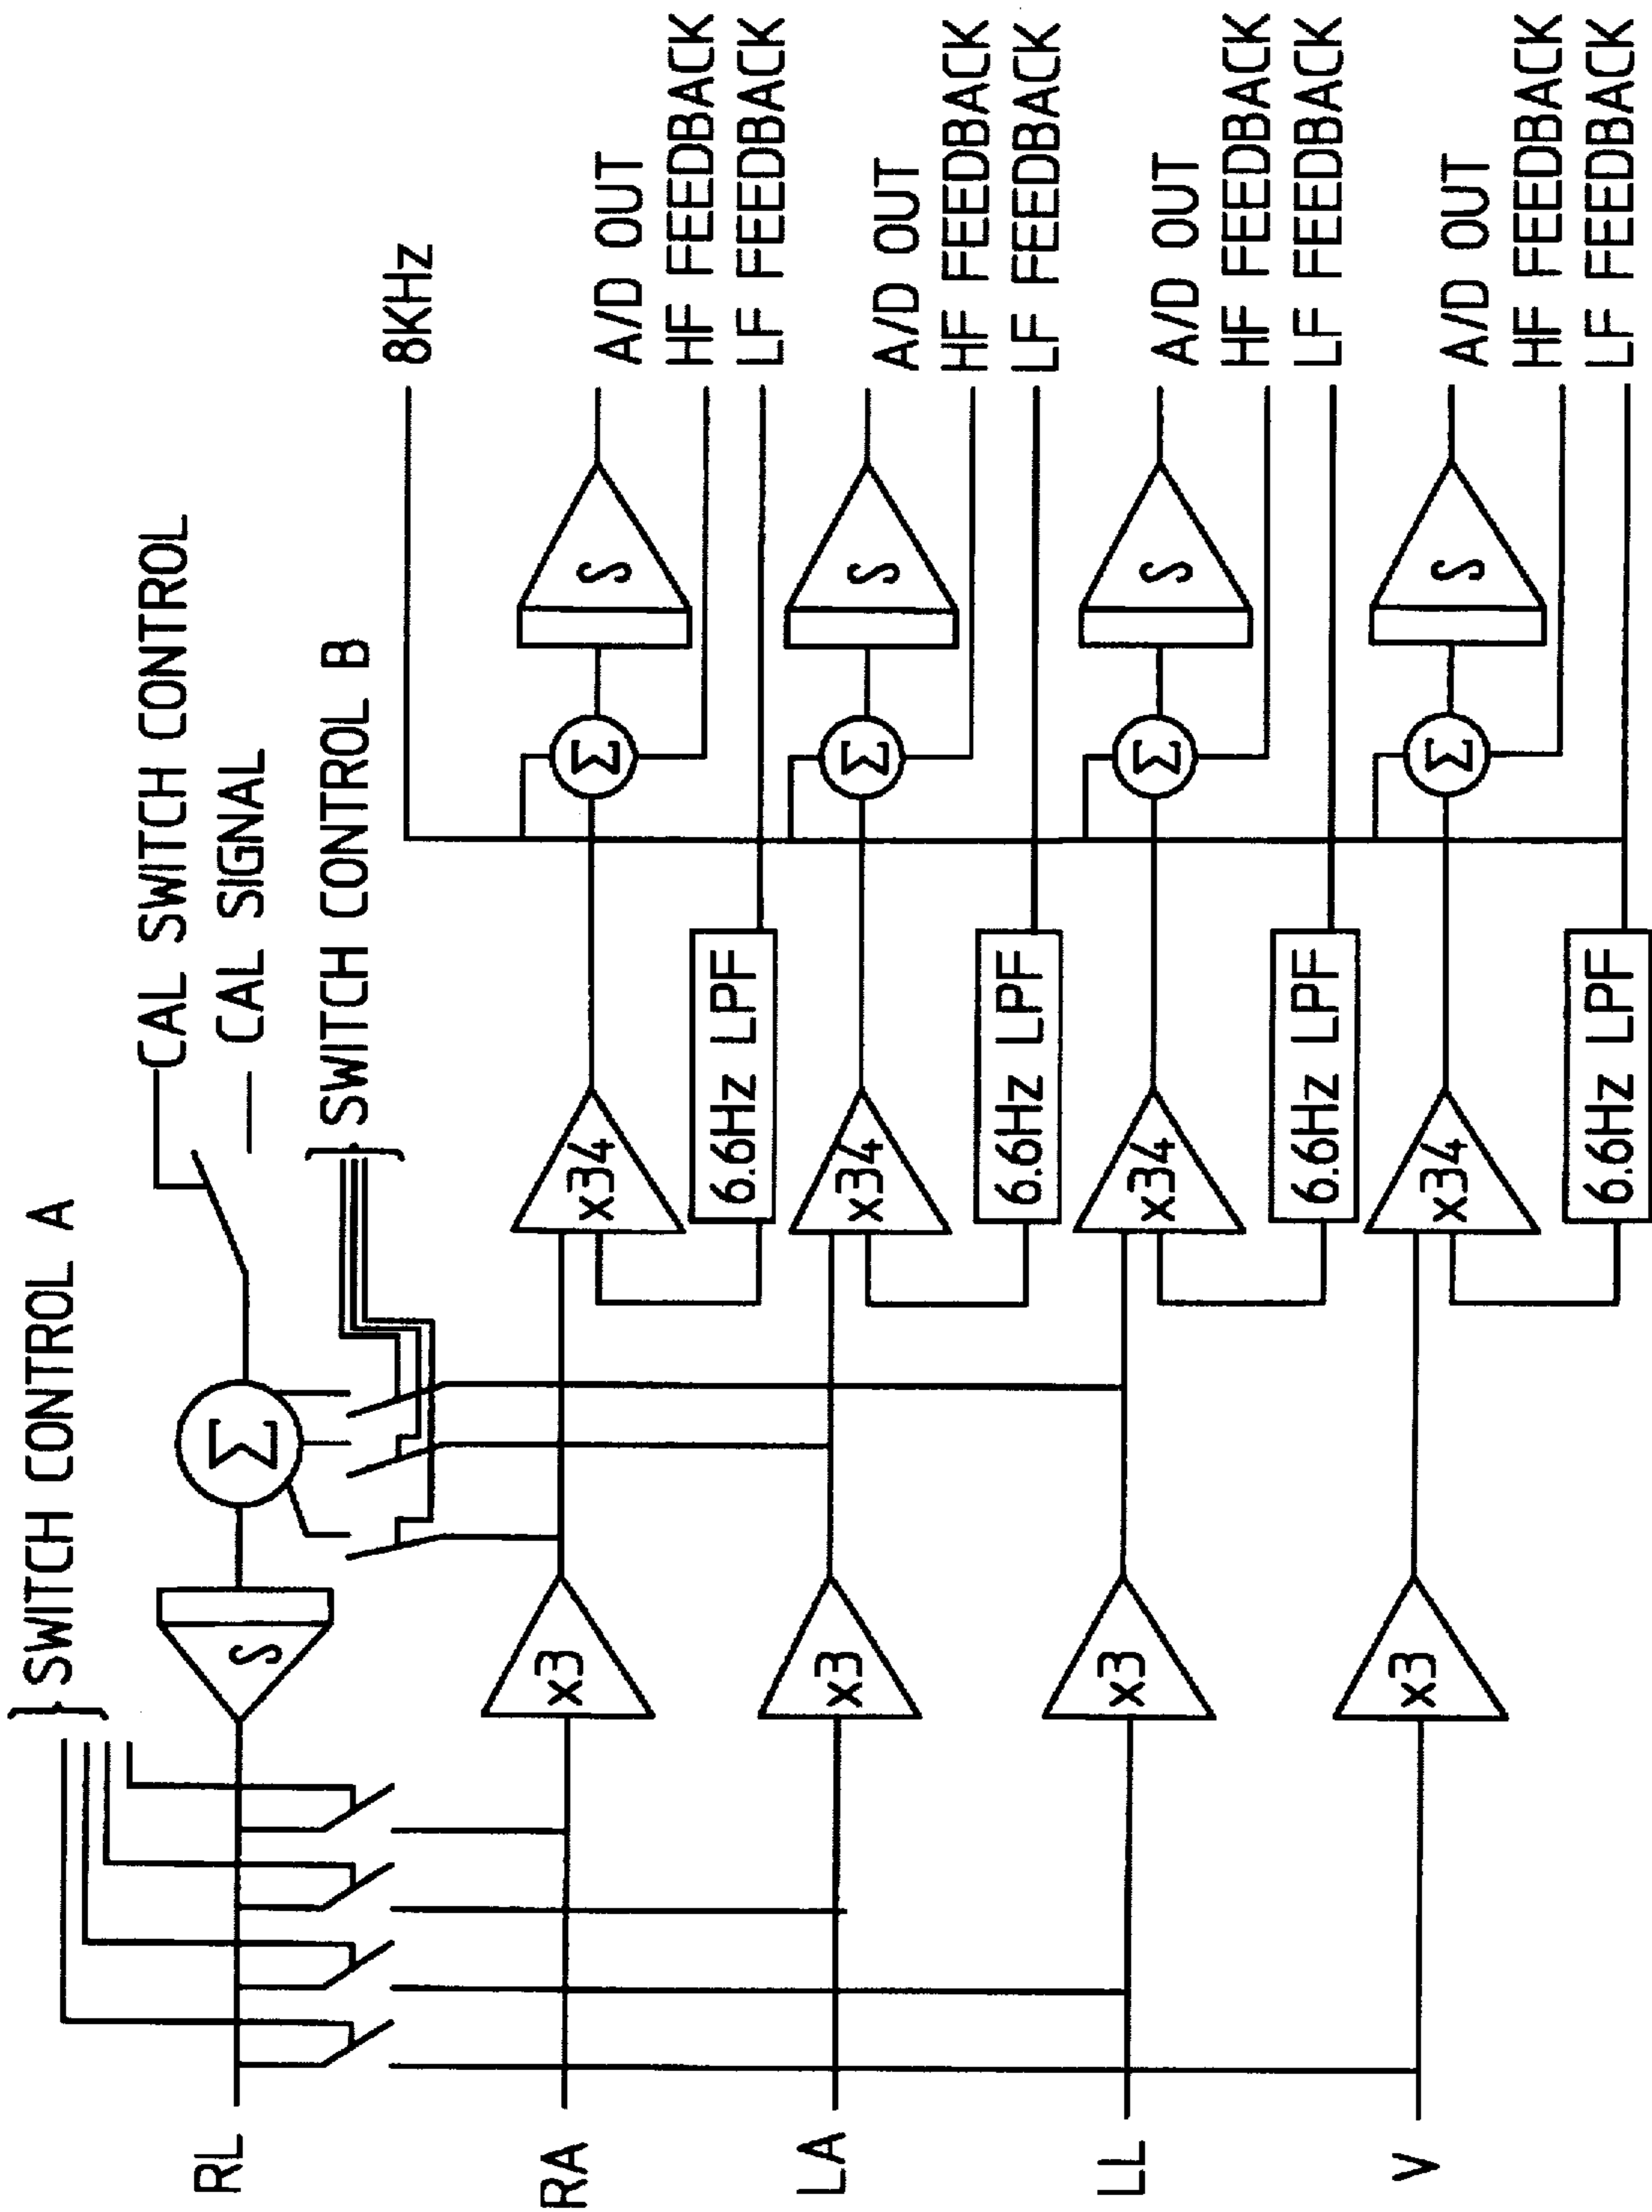 SWITCH CONTROL A
CAL SWITCH CONTROL
CAL SIGNAL
SWITCH CONTROL B
8KHz
RL
S
Σ
RA
x3
x34
6.6Hz LPF
Σ
S
A/D OUT
HF FEEDBACK
LF FEEDBACK
LA
x3
x34
6.6Hz LPF
Σ
S
A/D OUT
HF FEEDBACK
LF FEEDBACK
LL
x3
x34
6.6Hz LPF
Σ
S
A/D OUT
HF FEEDBACK
LF FEEDBACK
V
x3
x34
6.6Hz LPF
Σ
S
A/D OUT
HF FEEDBACK
LF FEEDBACK